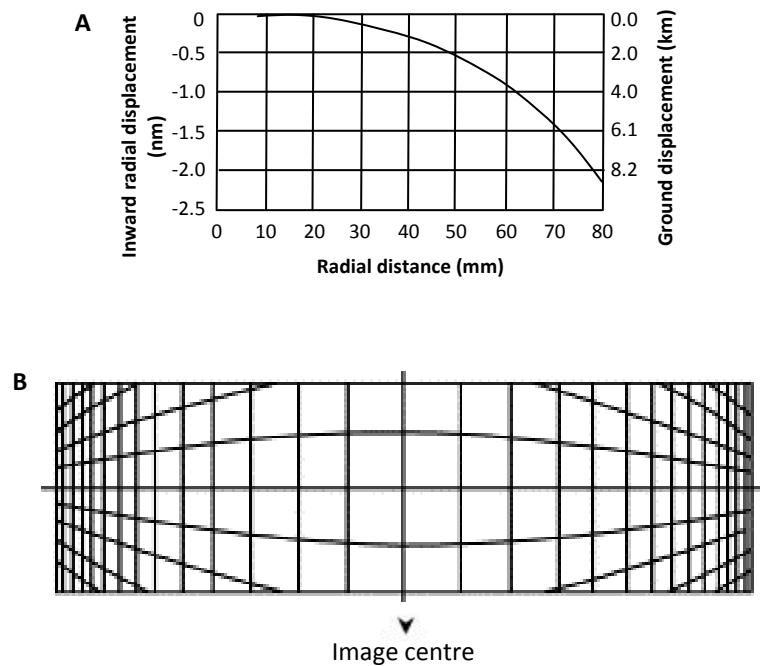 A
Inward radial displacement
(nm)
0
-0.5
-1.0
-1.5
-2.0
-2.5
0 10 20 30 40 50 60 70 80
Radial distance (mm)
0.0
2.0
4.0
6.1
8.2
Ground displacement (km)
B
Image centre